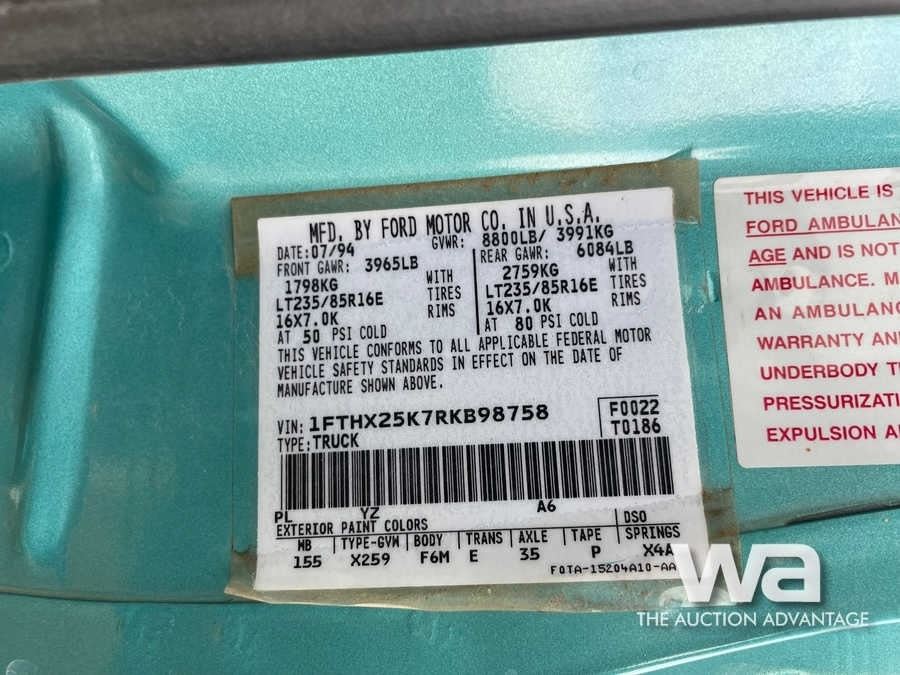 MFD. BY FORD MOTOR CO. IN U.S.A.
DATE: 07/94 GVWR: 8800LB/ 3991KG
FRONT GAWR: 3965LB REAR GAWR: 6084LB
1798KG WITH 2759KG WITH
LT235/85R16E TIRES LT235/85R16E TIRES
16X7.0K RIMS 16X7.0K RIMS
AT 50 PSI COLD AT 80 PSI COLD
THIS VEHICLE CONFORMS TO ALL APPLICABLE FEDERAL MOTOR
VEHICLE SAFETY STANDARDS IN EFFECT ON THE DATE OF
MANUFACTURE SHOWN ABOVE.
VIN: 1FTHX25K7RKB98758 F0022
TYPE: TRUCK T0186
PL YZ A6
EXTERIOR PAINT COLORS DSO
WB TYPE-GVW BODY TRANS AXLE TAPE SPRINGS
155 X259 F6M E 35 P X4A
F0TA-15204A10-AA
THIS VEHICLE IS
FORD AMBULAN
AGE AND IS NOT
AMBULANCE. M
AN AMBULANC
WARRANTY AN
UNDERBODY T
PRESSURIZATI
EXPULSION A
wa
THE AUCTION ADVANTAGE